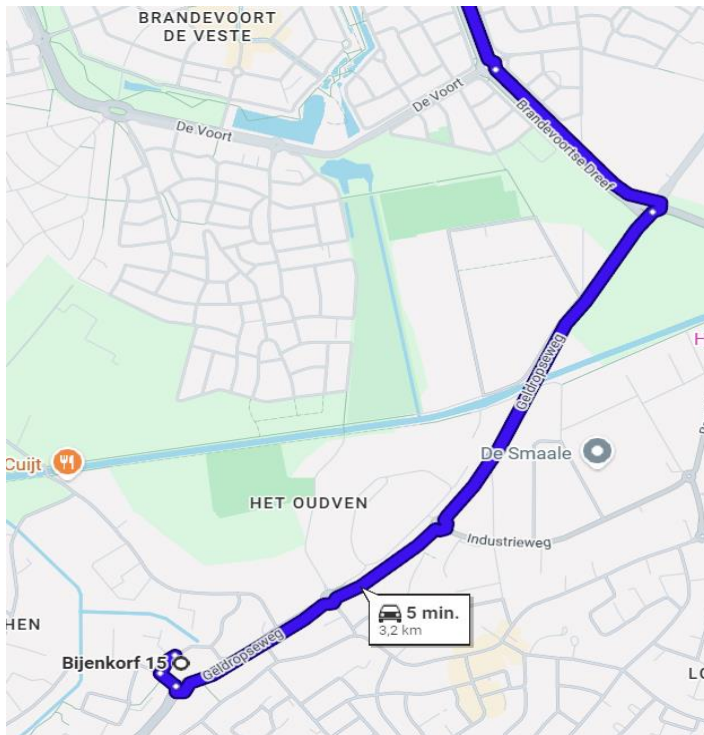 BRANDEVOORT
DE VESTE
De Voort
De Voort
Brandevoortse Dreef
Geldropseweg
H
Cuijt
De Smaale
HET OUDVEN
Industrieweg
5 min.
3,2 km
HEN
Bijenkorf 15
Geldropseweg
LO